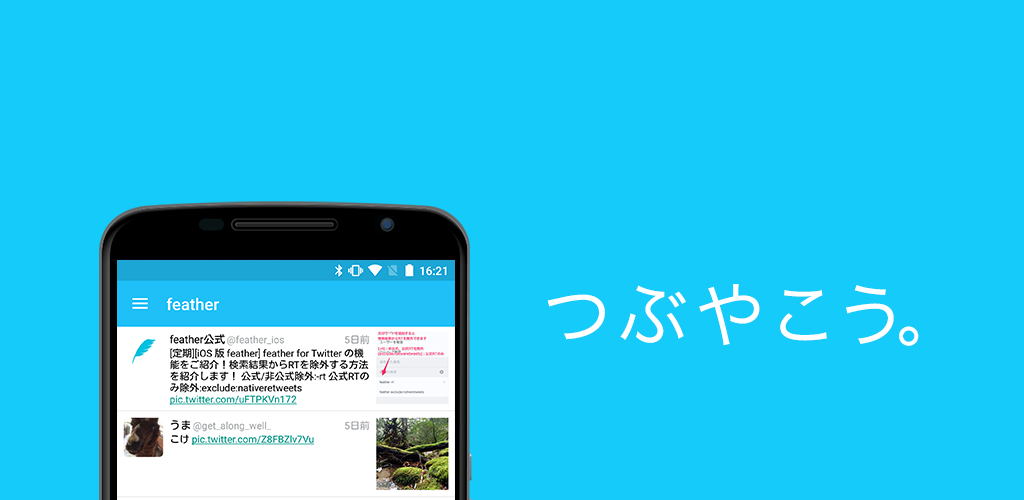 16:21
feather
feather公式 @feather_ios 5日前
[定期][iOS 版 feather] feather for Twitter の機
能をご紹介！検索結果からRTを除外する方法
を紹介します！ 公式/非公式除外:-rt 公式RTの
み除外:exclude:nativeretweets
pic.twitter.com/uFTPKVn172
うま @get_along_well_ 5日前
こけ pic.twitter.com/Z8FBZlv7Vu
つぶやこう。